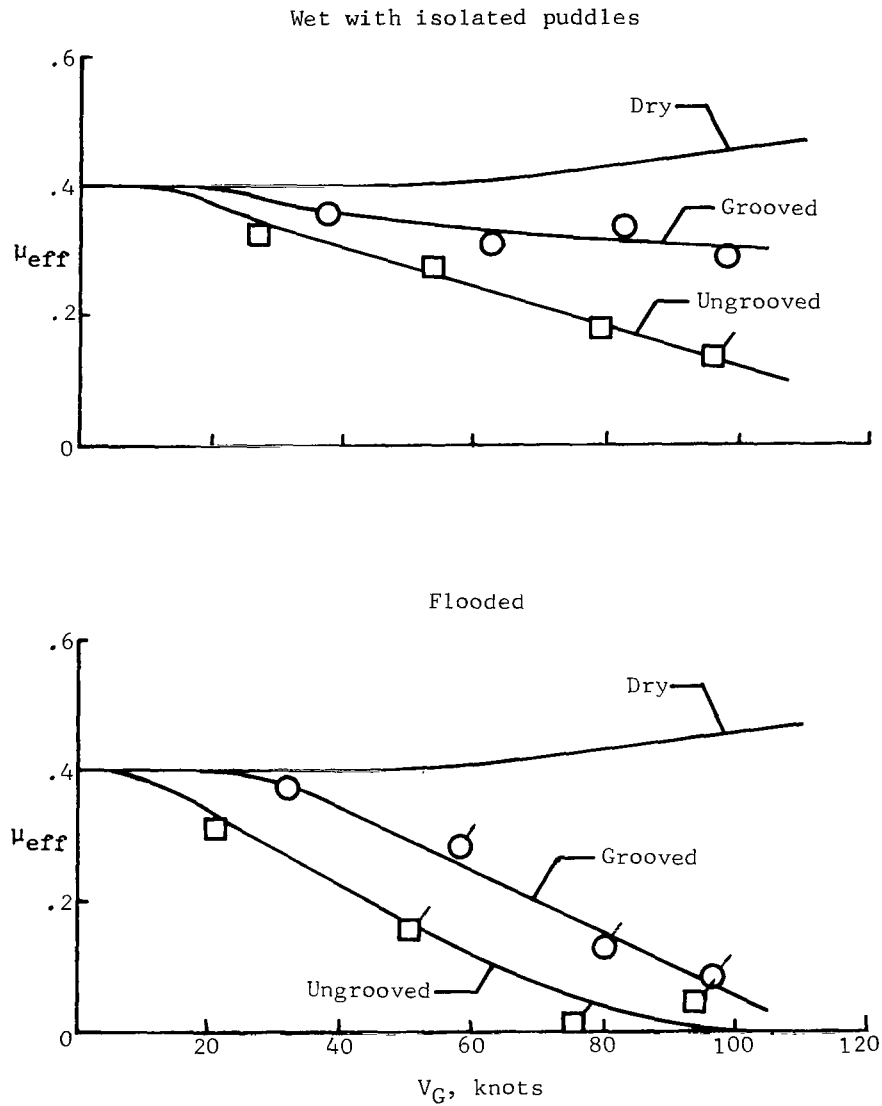 Wet with isolated puddles
.6
Dry
.4
Grooved
μeff
Ungrooved
.2
0
Flooded
.6
Dry
.4
μeff
Grooved
.2
Ungrooved
0
20 40 60 80 100 120
VG, knots